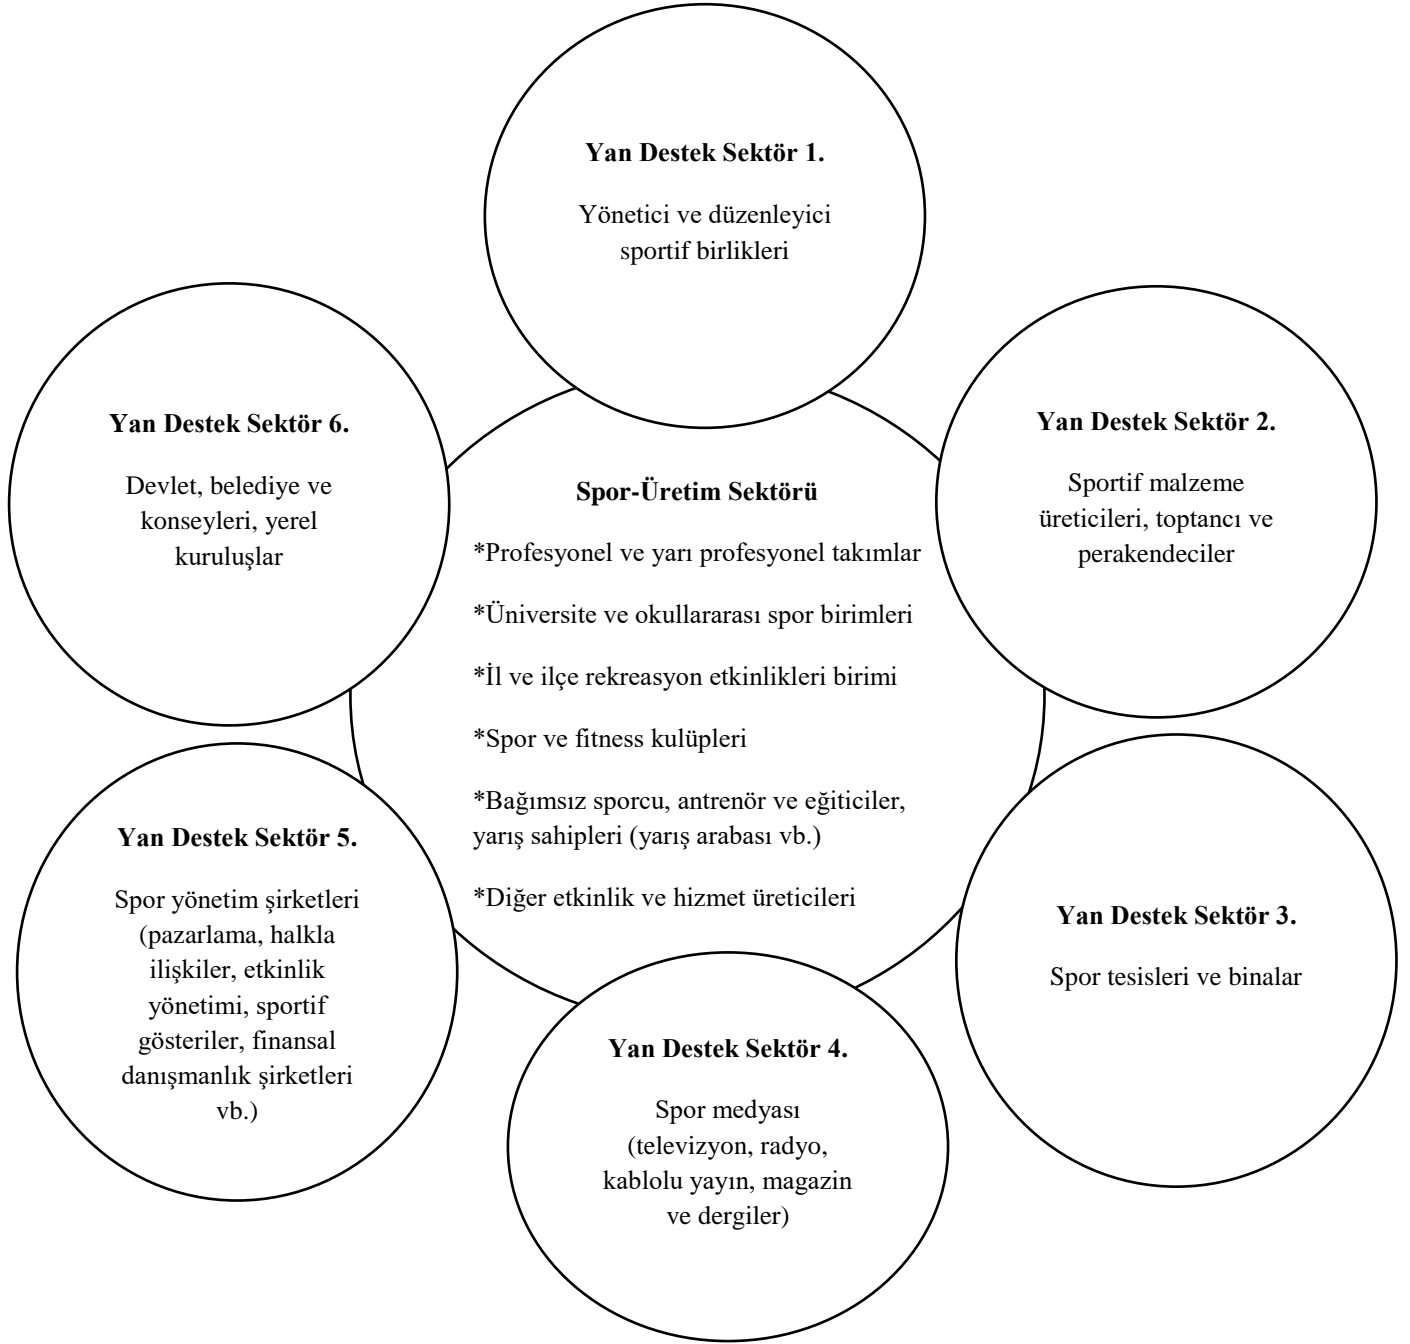 Yan Destek Sektör 1.
Yönetici ve düzenleyici
sportif birlikleri
Yan Destek Sektör 6.
Devlet, belediye ve
konseyleri, yerel
kuruluşlar
Yan Destek Sektör 2.
Sportif malzeme
üreticileri, toptancı ve
perakendeciler
Spor-Üretim Sektörü
*Profesyonel ve yarı profesyonel takımlar
*Üniversite ve okullararası spor birimleri
*İl ve ilçe rekreasyon etkinlikleri birimi
*Spor ve fitness kulüpleri
*Bağımsız sporcu, antrenör ve eğiticiler,
yarış sahipleri (yarış arabası vb.)
*Diğer etkinlik ve hizmet üreticileri
Yan Destek Sektör 5.
Spor yönetim şirketleri
(pazarlama, halkla
ilişkiler, etkinlik
yönetimi, sportif
gösteriler, finansal
danışmanlık şirketleri
vb.)
Yan Destek Sektör 3.
Spor tesisleri ve binalar
Yan Destek Sektör 4.
Spor medyası
(televizyon, radyo,
kablolu yayın, magazin
ve dergiler)